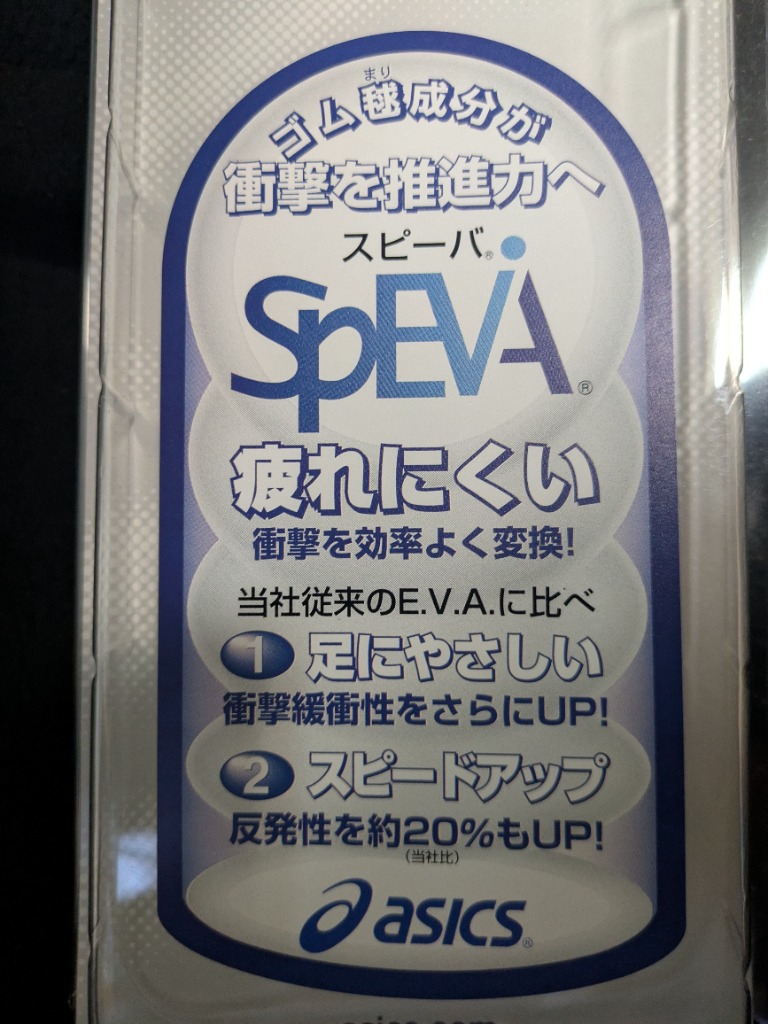 まり
ゴム毬成分が
衝撃を推進力へ
スピーバ®
SpEVA®
疲れにくい
衝撃を効率よく変換!
当社従来のE.V.A.に比べ
1 足にやさしい
衝撃緩衝性をさらにUP!
2 スピードアップ
反発性を約20%もUP!
(当社比)
asics®